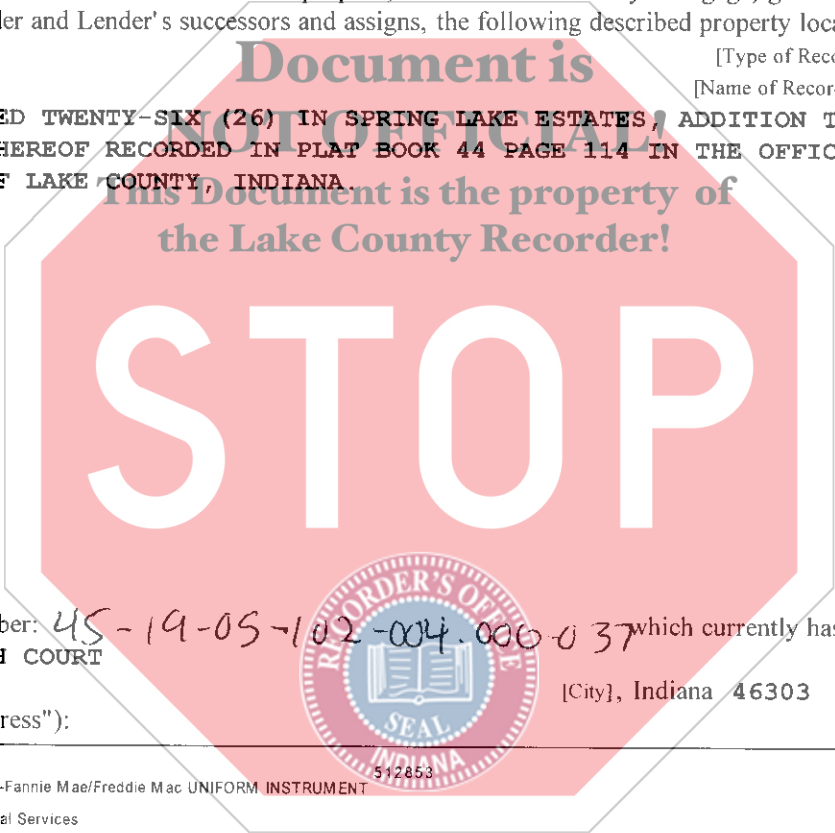 der and Lender's successors and assigns, the following described property loca
Document is
[Type of Reco
[Name of Recor
ED TWENTY-SIX (26) IN SPRING LAKE ESTATES, ADDITION T
NOT OFFICIAL!
HEREOF RECORDED IN PLAT BOOK 44 PAGE 114 IN THE OFFIC
F LAKE COUNTY, INDIANA.
This Document is the property of
the Lake County Recorder!
STOP
ber: 45-19-05-102-004.000-037 which currently has
H COURT
[City], Indiana 46303
ress"):
RECORDER'S OFFICE
SEAL
INDIANA
512853
-Fannie Mae/Freddie Mac UNIFORM INSTRUMENT
al Services